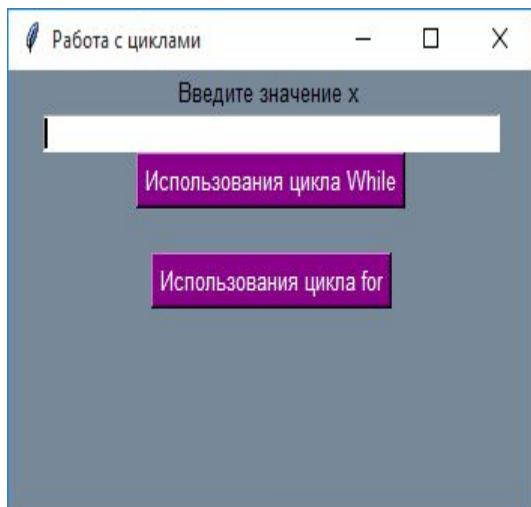 Работа с циклами
Введите значение x
Использования цикла While
Использования цикла for